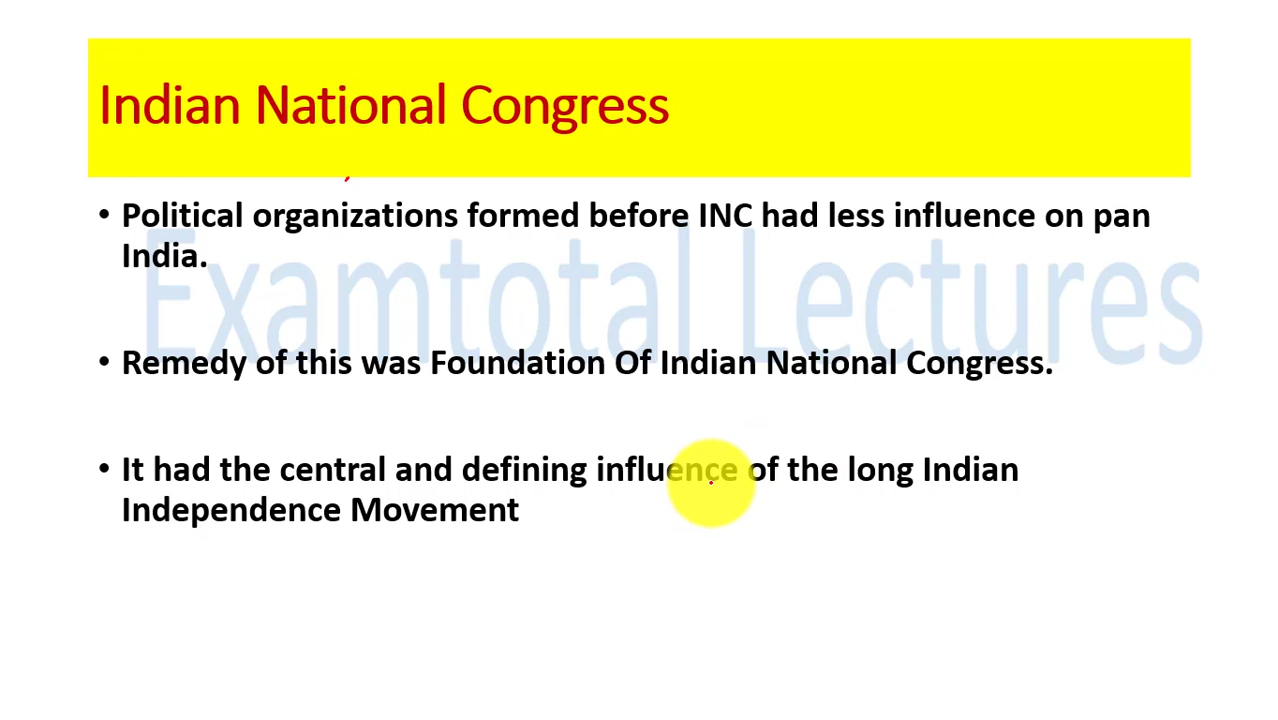 Indian National Congress
• Political organizations formed before INC had less influence on pan
India.
Examtotal Lectures
• Remedy of this was Foundation Of Indian National Congress.
• It had the central and defining influence of the long Indian
Independence Movement